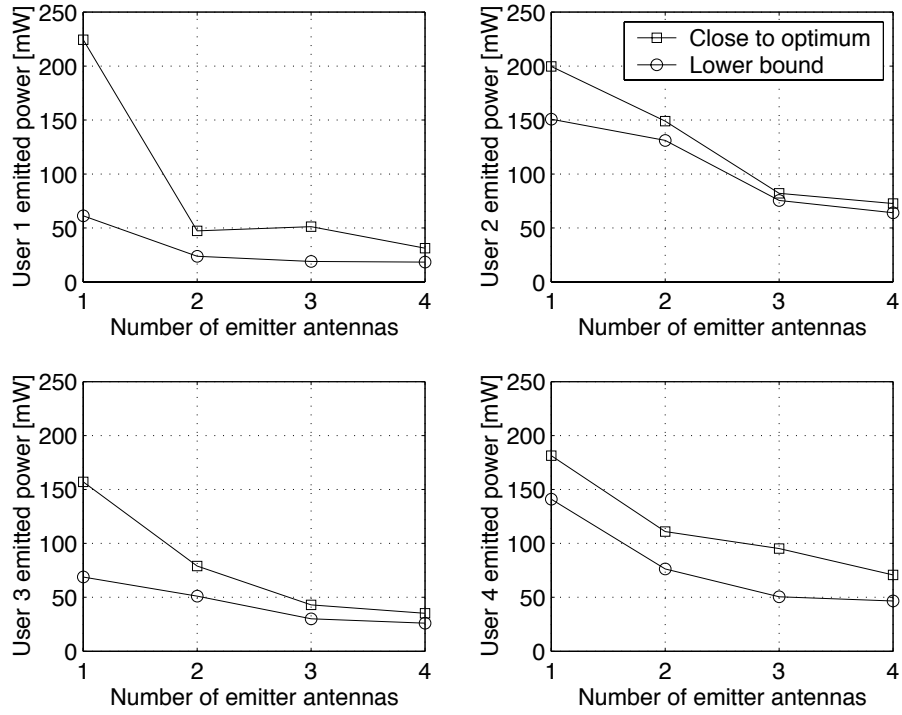 250
200
150
100
50
0
User 1 emitted power [mW]
1 2 3 4
Number of emitter antennas
250
200
150
100
50
0
User 2 emitted power [mW]
Close to optimum
Lower bound
1 2 3 4
Number of emitter antennas
250
200
150
100
50
0
User 3 emitted power [mW]
1 2 3 4
Number of emitter antennas
250
200
150
100
50
0
User 4 emitted power [mW]
1 2 3 4
Number of emitter antennas